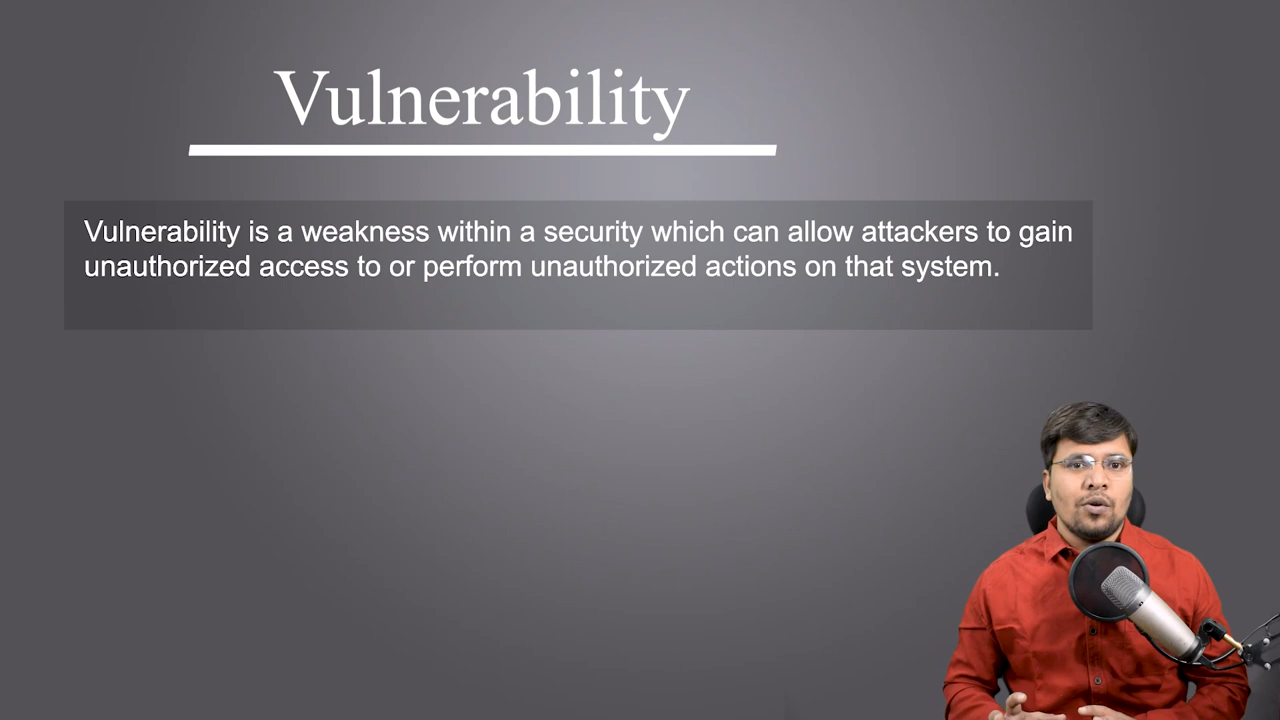 Vulnerability
Vulnerability is a weakness within a security which can allow attackers to gain
unauthorized access to or perform unauthorized actions on that system.